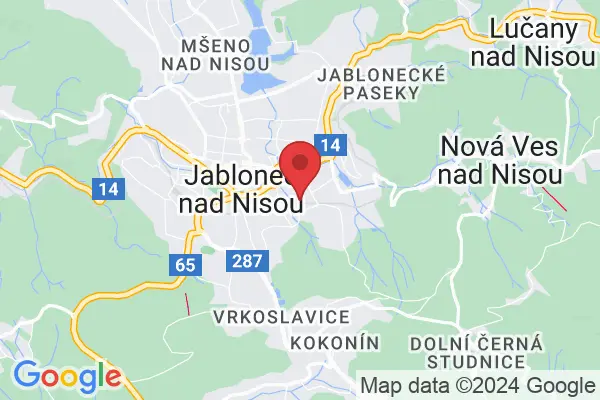 Lučany
nad Nisou
MŠENO
NAD NISOU
JABLONECKÉ
PASEKY
14
Nová Ves
nad Nisou
14
Jablonec
nad Nisou
65
287
VRKOSLAVICE
KOKONÍN
DOLNÍ ČERNÁ
STUDNICE
Google
Map data ©2024 Google